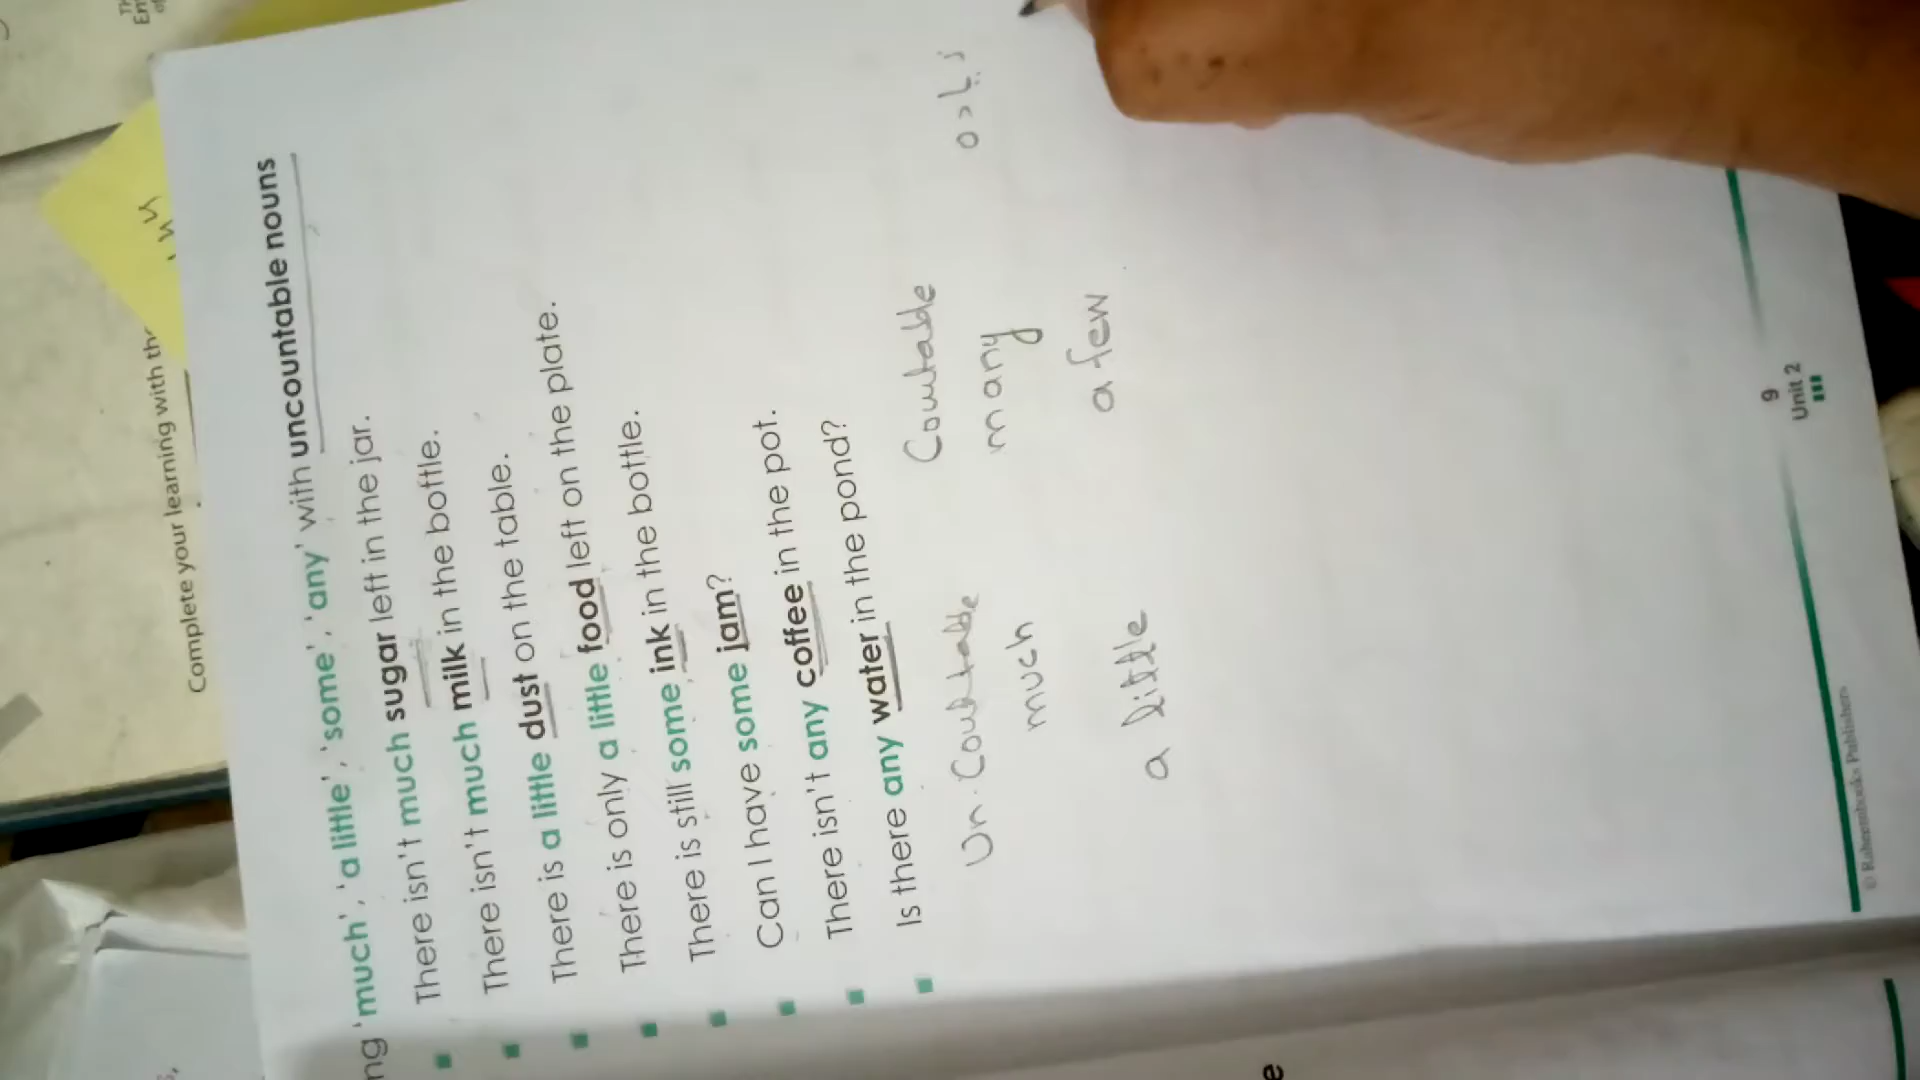 Complete your learning with
'much', 'a little', 'some', 'any' with uncountable nouns
There isn't much sugar left in the jar.
There isn't much milk in the bottle.
There is a little dust on the table.
There is only a little food left on the plate.
There is still some ink in the bottle.
Can I have some jam?
There isn't any coffee in the pot.
Is there any water in the pond?
Un-Countable Countable زیادہ
much many
a little a few
9
Unit 2
© Raheembooks Publishers